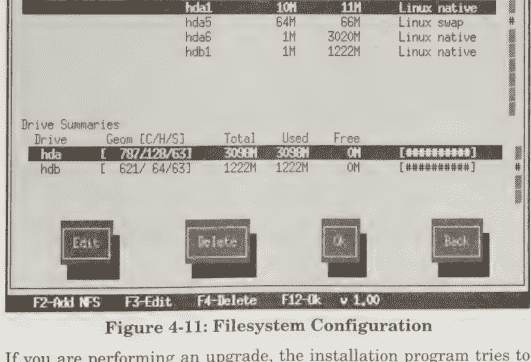 hda1 10M 11M Linux native
hda5 64M 66M Linux swap
hda6 1M 3020M Linux native
hdb1 1M 1222M Linux native
Drive Summaries
Drive Geom [C/H/S] Total Used Free
hda [ 787/128/63] 3098M 3098M 0M [##########]
hdb [ 621/ 64/63] 1222M 1222M 0M [##########]
Edit Delete Ok Back
F2-Add NFS F3-Edit F4-Delete F12-Ok v 1.00
Figure 4-11: Filesystem Configuration
If you are performing an upgrade, the installation program tries to